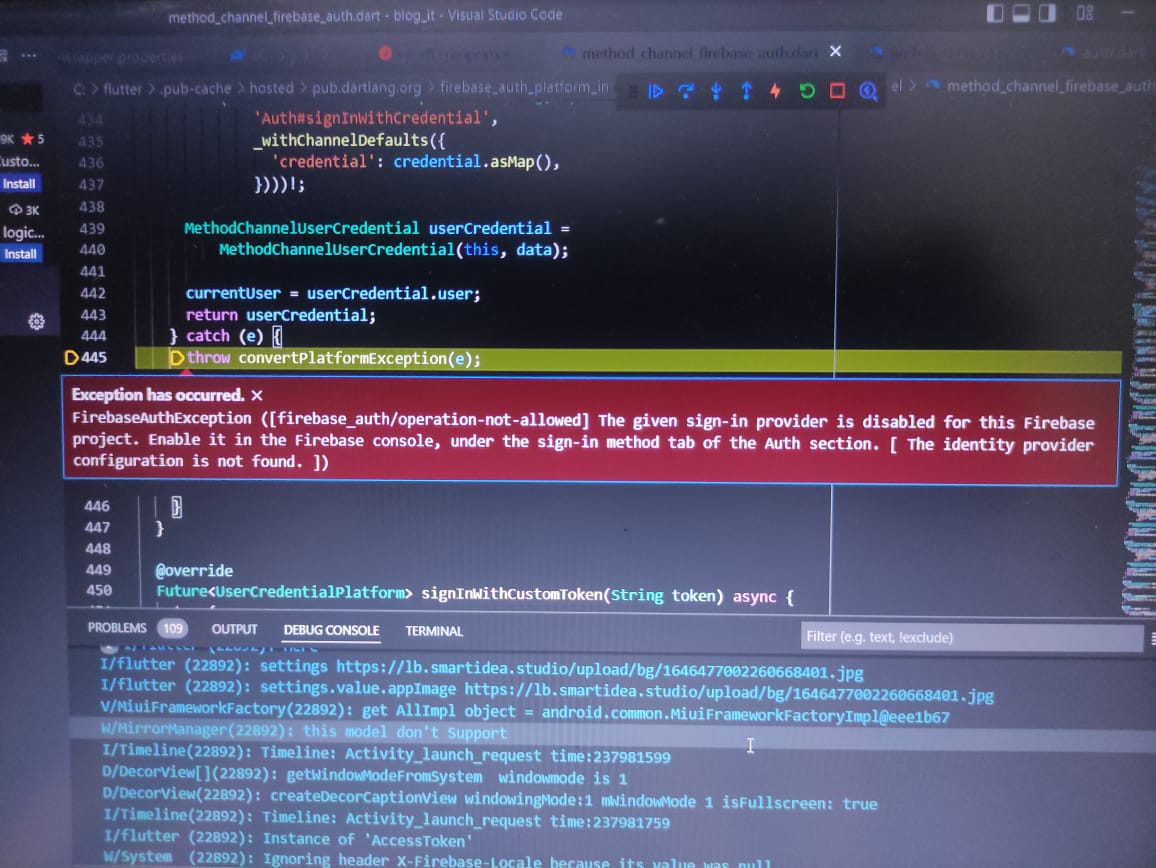 method_channel_firebase_auth.dart - blog_it - Visual Studio Code
wrapper properties
method_channel_firebase_auth.dart
auth.dart
C: > flutter > .pub-cache > hosted > pub.dartlang.org > firebase_auth_platform_in
el > method_channel_firebase_auth
9K ★ 5
usto...
Install
3K
logic...
Install
434
435
436
437
438
439
440
441
442
443
444
445
'Auth#signInWithCredential',
_withChannelDefaults({
'credential': credential.asMap(),
})))!;
MethodChannelUserCredential userCredential =
MethodChannelUserCredential(this, data);
currentUser = userCredential.user;
return userCredential;
} catch (e) {
throw convertPlatformException(e);
Exception has occurred. ×
FirebaseAuthException ([firebase_auth/operation-not-allowed] The given sign-in provider is disabled for this Firebase
project. Enable it in the Firebase console, under the sign-in method tab of the Auth section. [ The identity provider
configuration is not found. ])
446 }
447 }
448
449 @override
450 Future<UserCredentialPlatform> signInWithCustomToken(String token) async {
PROBLEMS 109 OUTPUT DEBUG CONSOLE TERMINAL
Filter (e.g. text, !exclude)
I/flutter (22892): here
I/flutter (22892): settings https://lb.smartidea.studio/upload/bg/1646477002260668401.jpg
I/flutter (22892): settings.value.appImage https://lb.smartidea.studio/upload/bg/1646477002260668401.jpg
V/MiuiFrameworkFactory(22892): get AllImpl object = android.common.MiuiFrameworkFactoryImpl@eee1b67
W/MirrorManager(22892): this model don't Support
I/Timeline(22892): Timeline: Activity_launch_request time:237981599
D/DecorView[](22892): getWindowModeFromSystem windowmode is 1
D/DecorView(22892): createDecorCaptionView windowingMode:1 mWindowMode 1 isFullscreen: true
I/Timeline(22892): Timeline: Activity_launch_request time:237981759
I/flutter (22892): Instance of 'AccessToken'
W/System (22892): Ignoring header X-Firebase-Locale because its value was null